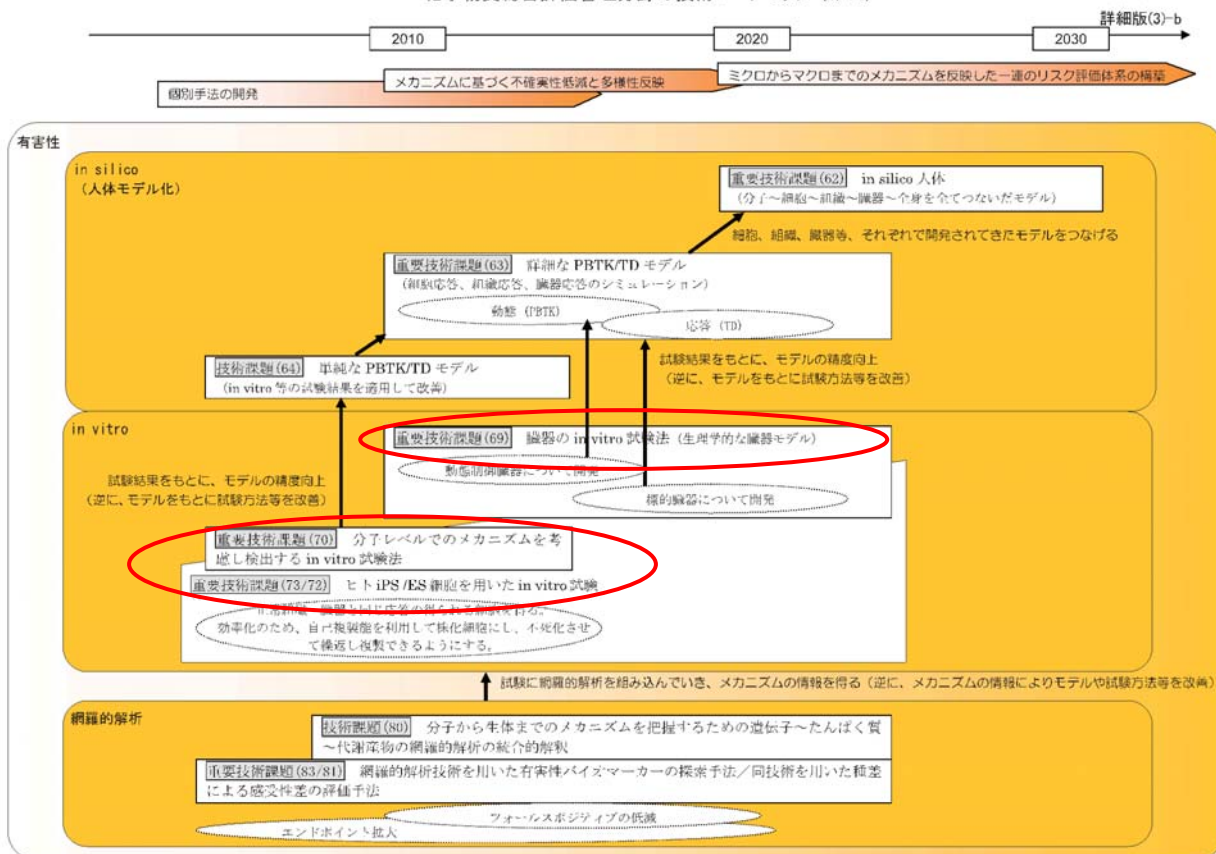 詳細版(3)-b
2010
2020
2030
個別手法の開発
メカニズムに基づく不確実性低減と多様性反映
ミクロからマクロまでのメカニズムを反映した一連のリスク評価体系の構築
有害性
in silico
(人体モデル化)
重要技術課題(62) in silico 人体
(分子～細胞～組織～臓器～全身を全てつないだモデル)
細胞、組織、臓器等、それぞれで開発されてきたモデルをつなげる
重要技術課題(63) 詳細な PBTK/TD モデル
(細胞応答、組織応答、臓器応答のシミュレーション)
動態 (PBTK)
応答 (TD)
技術課題(64) 単純な PBTK/TD モデル
(in vitro 等の試験結果を適用して改善)
試験結果をもとに、モデルの精度向上
(逆に、モデルをもとに試験方法等を改善)
in vitro
重要技術課題(69) 臓器の in vitro 試験法 (生理学的な臓器モデル)
動態制御臓器について開発
標的臓器について開発
試験結果をもとに、モデルの精度向上
(逆に、モデルをもとに試験方法等を改善)
重要技術課題(70) 分子レベルでのメカニズムを考
慮し検出する in vitro 試験法
重要技術課題(73/72) ヒト iPS/ES 細胞を用いた in vitro 試験
効率化のため、自己複製能を利用して株化細胞にし、不死化させ
て繰返し複製できるようにする。
試験に網羅的解析を組み込んでいき、メカニズムの情報を得る (逆に、メカニズムの情報によりモデルや試験方法等を改善)
網羅的解析
技術課題(80) 分子から生体までのメカニズムを把握するための遺伝子～たんぱく質
～代謝産物の網羅的解析の統合的解釈
重要技術課題(83/81) 網羅的解析技術を用いた有害性バイオマーカーの探索手法／同技術を用いた種差
による感受性差の評価手法
フォールスポジティブの低減
エンドポイント拡大